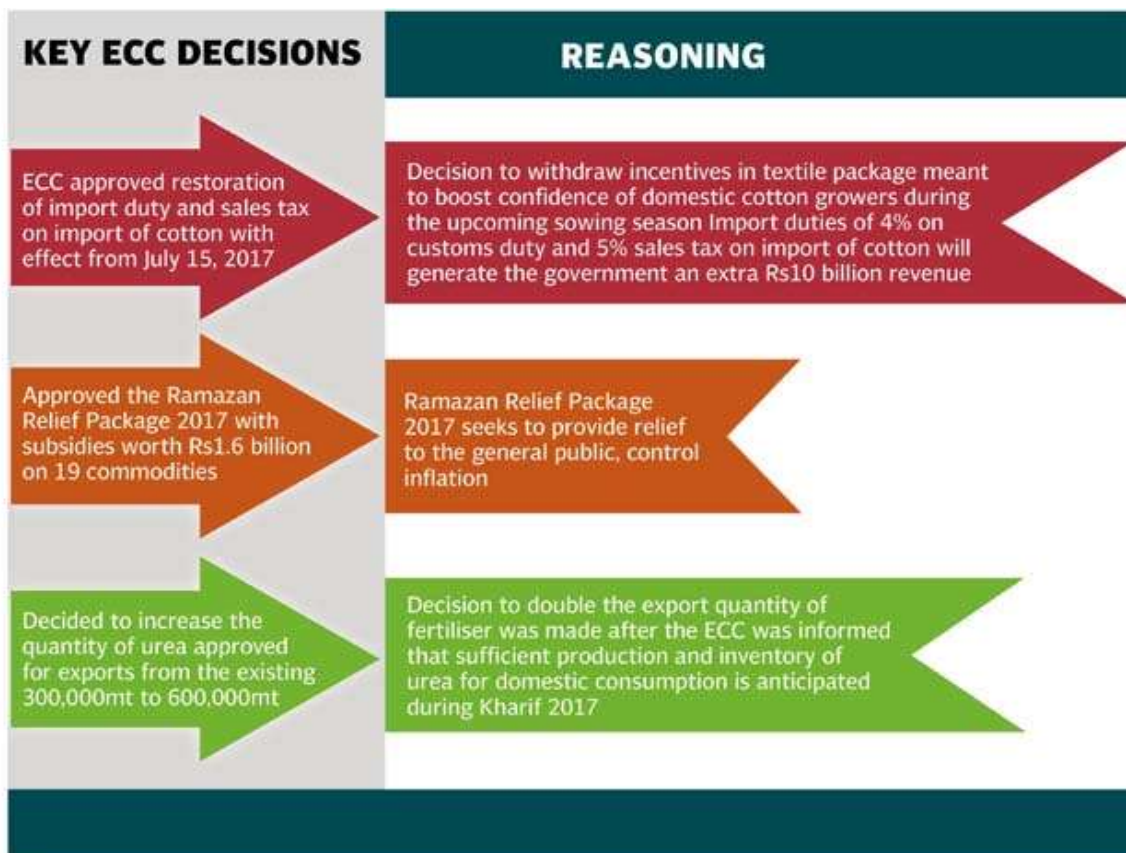 KEY ECC DECISIONS
REASONING
ECC approved restoration
of import duty and sales tax
on import of cotton with
effect from July 15, 2017
Decision to withdraw incentives in textile package meant
to boost confidence of domestic cotton growers during
the upcoming sowing season Import duties of 4% on
customs duty and 5% sales tax on import of cotton will
generate the government an extra Rs10 billion revenue
Approved the Ramazan
Relief Package 2017 with
subsidies worth Rs1.6 billion
on 19 commodities
Ramazan Relief Package
2017 seeks to provide relief
to the general public, control
inflation
Decided to increase the
quantity of urea approved
for exports from the existing
300,000mt to 600,000mt
Decision to double the export quantity of
fertiliser was made after the ECC was informed
that sufficient production and inventory of
urea for domestic consumption is anticipated
during Kharif 2017